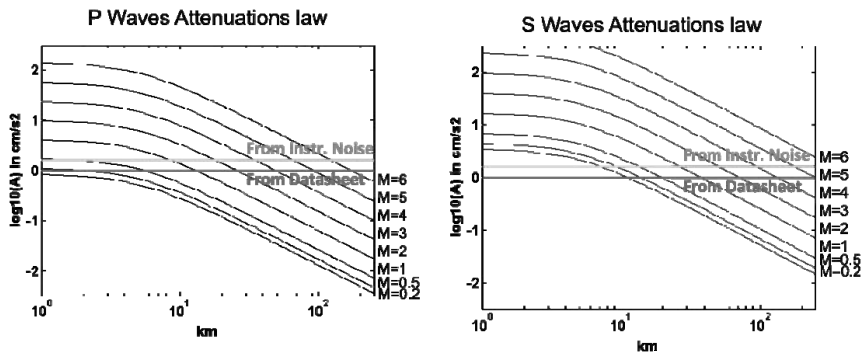 P Waves Attenuations law
log10(A) in cm/s2
2
1
0
-1
-2
From Instr. Noise
From Datasheet
M=6
M=5
M=4
M=3
M=2
M=1
M=0.5
M=0.2
10^0
10^1
10^2
km
S Waves Attenuations law
log10(A) in cm/s2
2
1
0
-1
-2
From Instr. Noise
From Datasheet
M=6
M=5
M=4
M=3
M=2
M=1
M=0.5
M-0.2
10^0
10^1
10^2
km